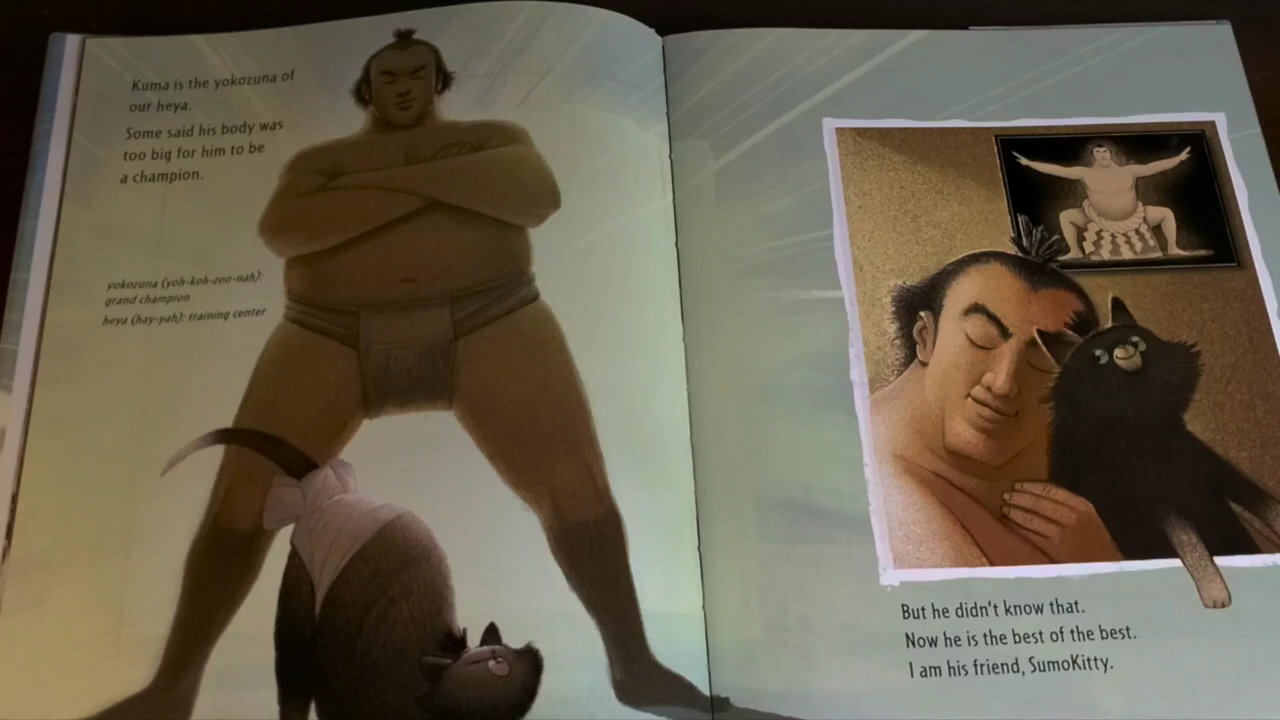 Kuma is the yokozuna of
our heya.
Some said his body was
too big for him to be
a champion.
yokozuna (yoh-koh-zoo-nah):
grand champion
heya (hay-yah): training center
But he didn't know that.
Now he is the best of the best.
I am his friend, SumoKitty.